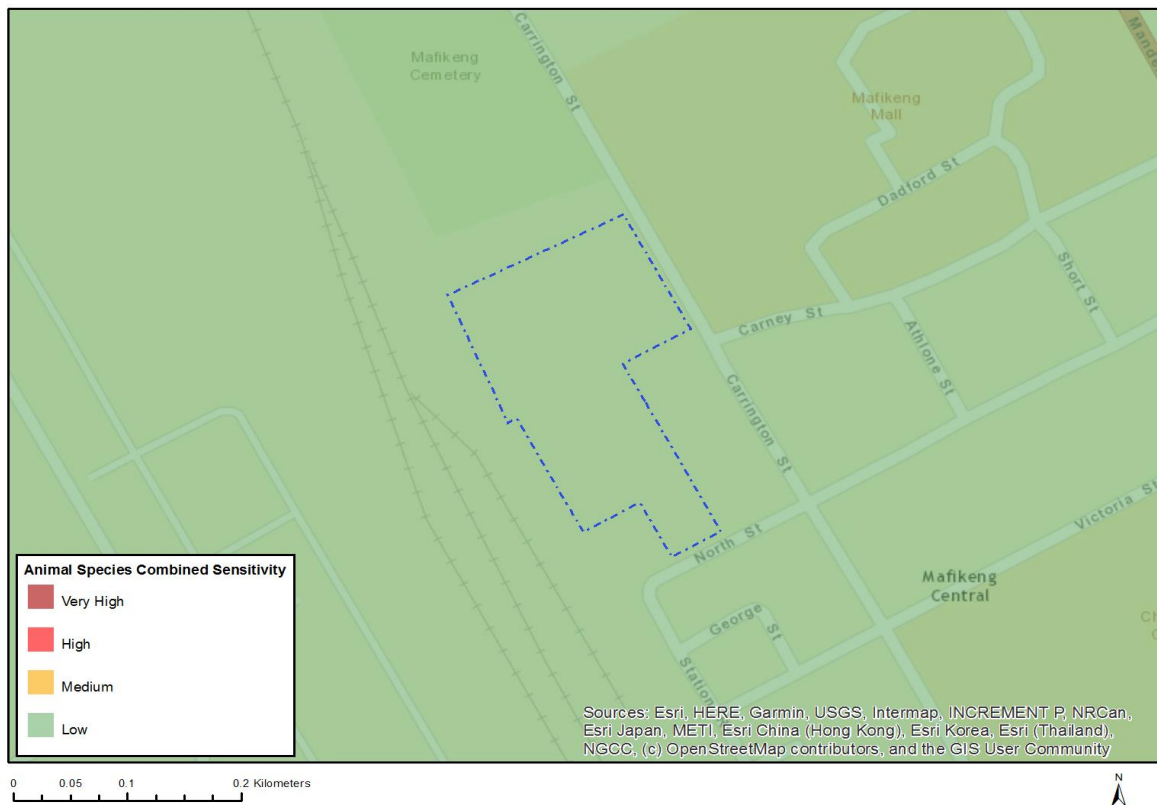 Mafikeng
Cemetery
Carrington St
Mafikeng
Mall
Dadford St
Short St
Carney St
Athlone St
Carrington St
Victoria St
North St
Mafikeng
Central
George St
Station
Animal Species Combined Sensitivity
Very High
High
Medium
Low
Sources: Esri, HERE, Garmin, USGS, Intermap, INCREMENT P, NRCan,
Esri Japan, METI, Esri China (Hong Kong), Esri Korea, Esri (Thailand),
NGCC, (c) OpenStreetMap contributors, and the GIS User Community
0 0.05 0.1 0.2 Kilometers
N